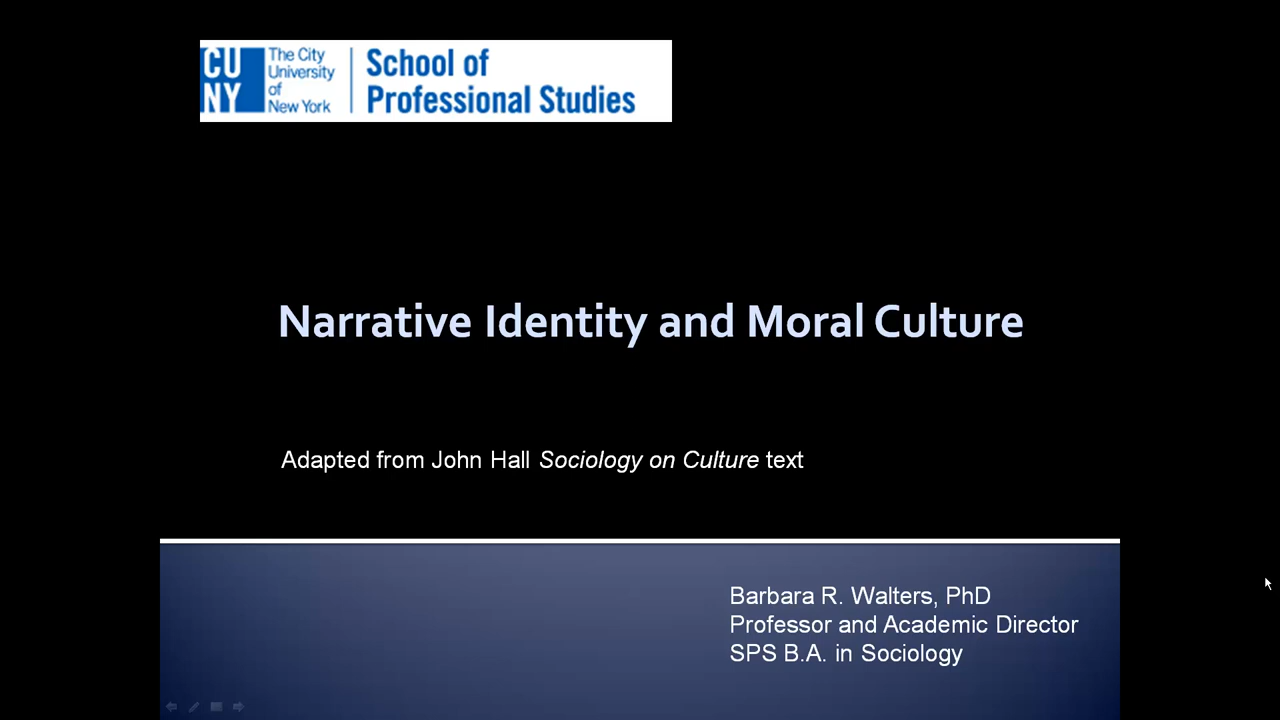 CU
NY
The City
University
of
New York
School of
Professional Studies
Narrative Identity and Moral Culture
Adapted from John Hall Sociology on Culture text
Barbara R. Walters, PhD
Professor and Academic Director
SPS B.A. in Sociology